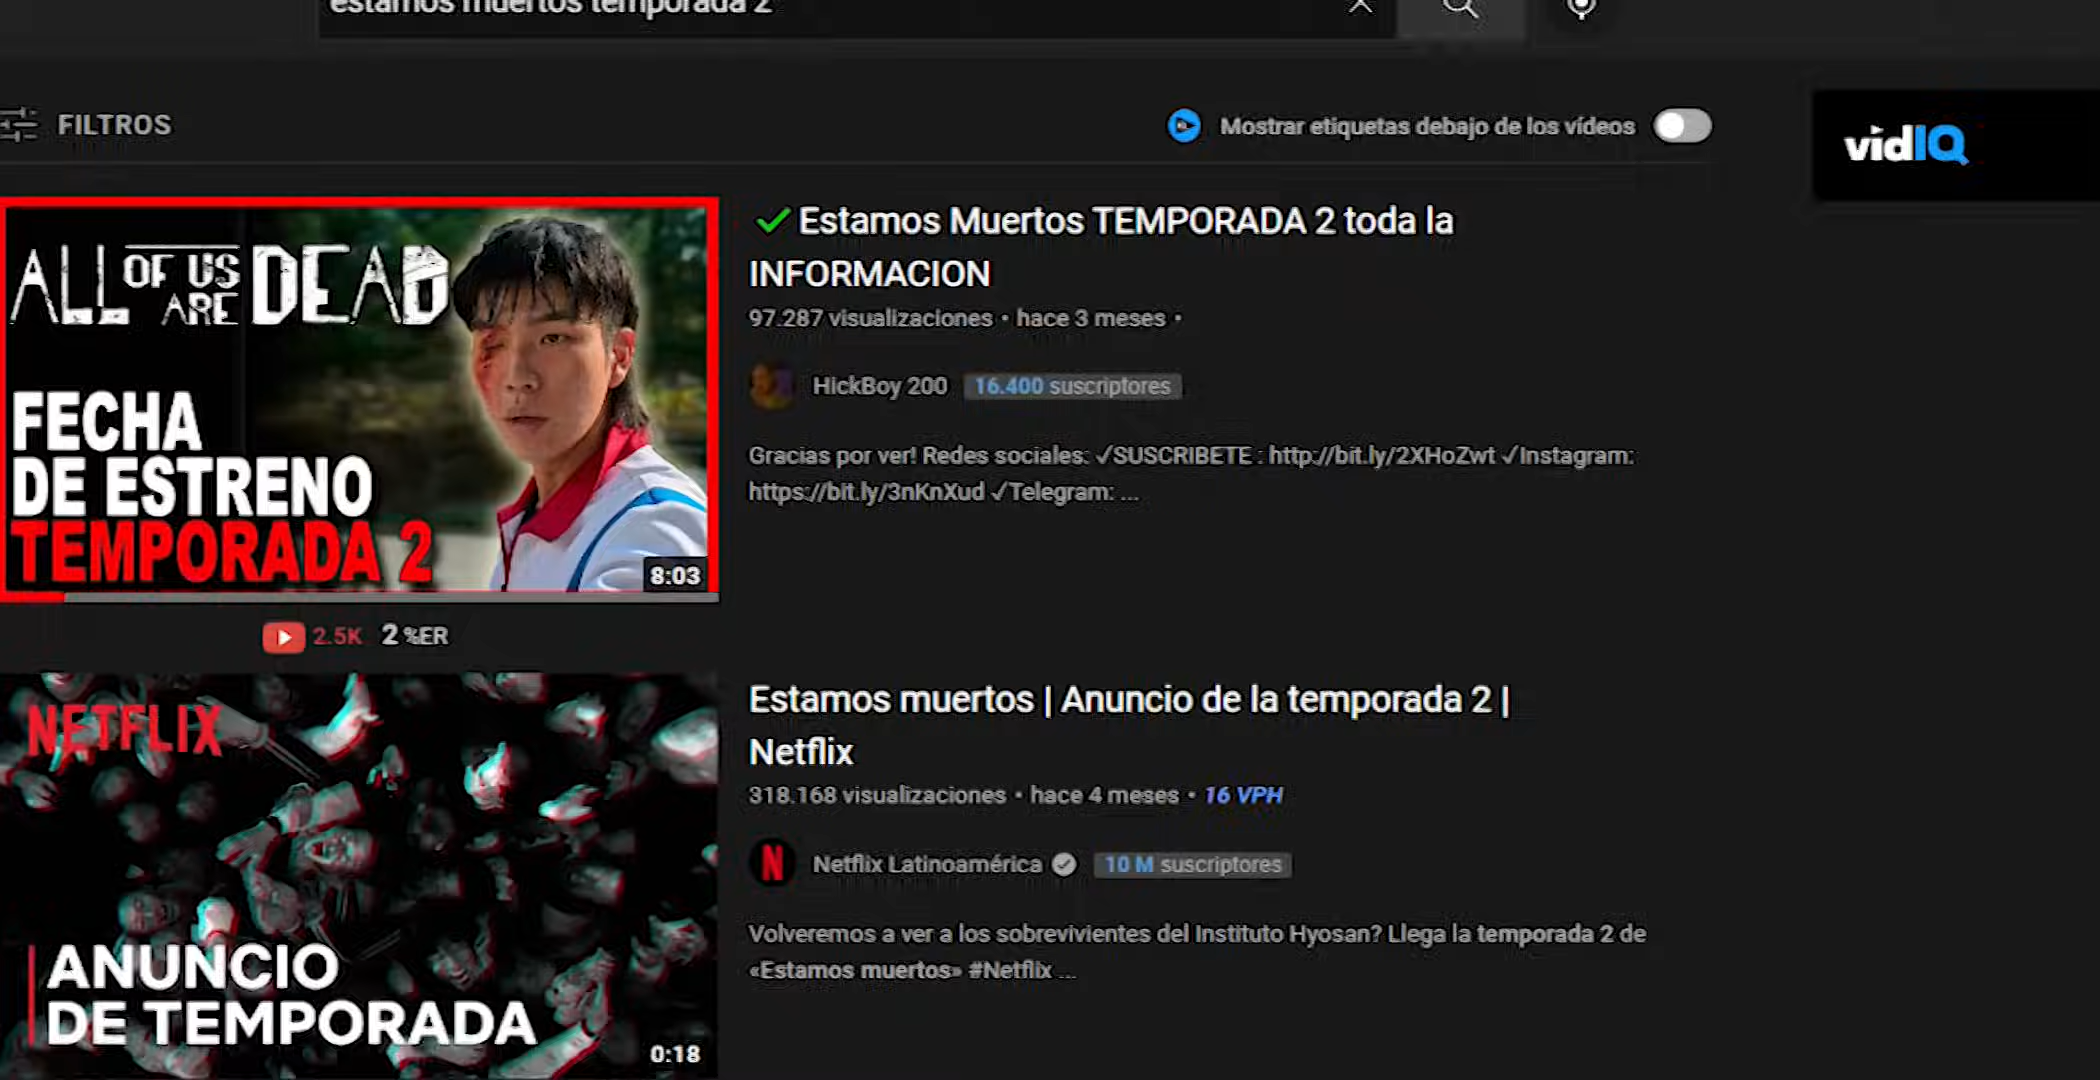 estamos muertos temporada 2
FILTROS
Mostrar etiquetas debajo de los vídeos
vidIQ
ALL OF US ARE DEAD
FECHA
DE ESTRENO
TEMPORADA 2
8:03
2.5K 2 %ER
Estamos Muertos TEMPORADA 2 toda la
INFORMACION
97.287 visualizaciones • hace 3 meses •
HickBoy 200 16.400 suscriptores
Gracias por ver! Redes sociales: ✓SUSCRIBETE : http://bit.ly/2XHoZwt ✓Instagram:
https://bit.ly/3nKnXud ✓Telegram: ...
NETFLIX
ANUNCIO
DE TEMPORADA
0:18
Estamos muertos | Anuncio de la temporada 2 |
Netflix
318.168 visualizaciones • hace 4 meses • 16 VPH
N
Netflix Latinoamérica 10 M suscriptores
Volveremos a ver a los sobrevivientes del Instituto Hyosan? Llega la temporada 2 de
«Estamos muertos» #Netflix ...